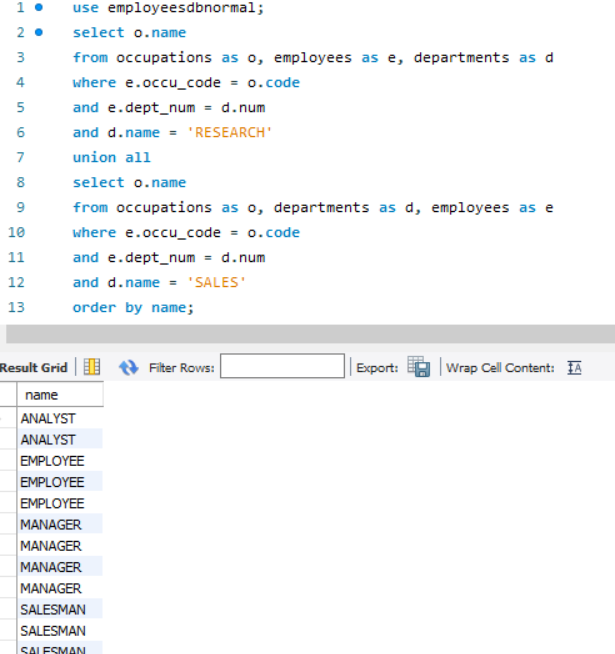 1 use employeesdbnormal;
2 select o.name
3 from occupations as o, employees as e, departments as d
4 where e.occu_code = o.code
5 and e.dept_num = d.num
6 and d.name = 'RESEARCH'
7 union all
8 select o.name
9 from occupations as o, departments as d, employees as e
10 where e.occu_code = o.code
11 and e.dept_num = d.num
12 and d.name = 'SALES'
13 order by name;
Result Grid Filter Rows: Export: Wrap Cell Content:
name
ANALYST
ANALYST
EMPLOYEE
EMPLOYEE
EMPLOYEE
MANAGER
MANAGER
MANAGER
MANAGER
SALESMAN
SALESMAN
SALESMAN